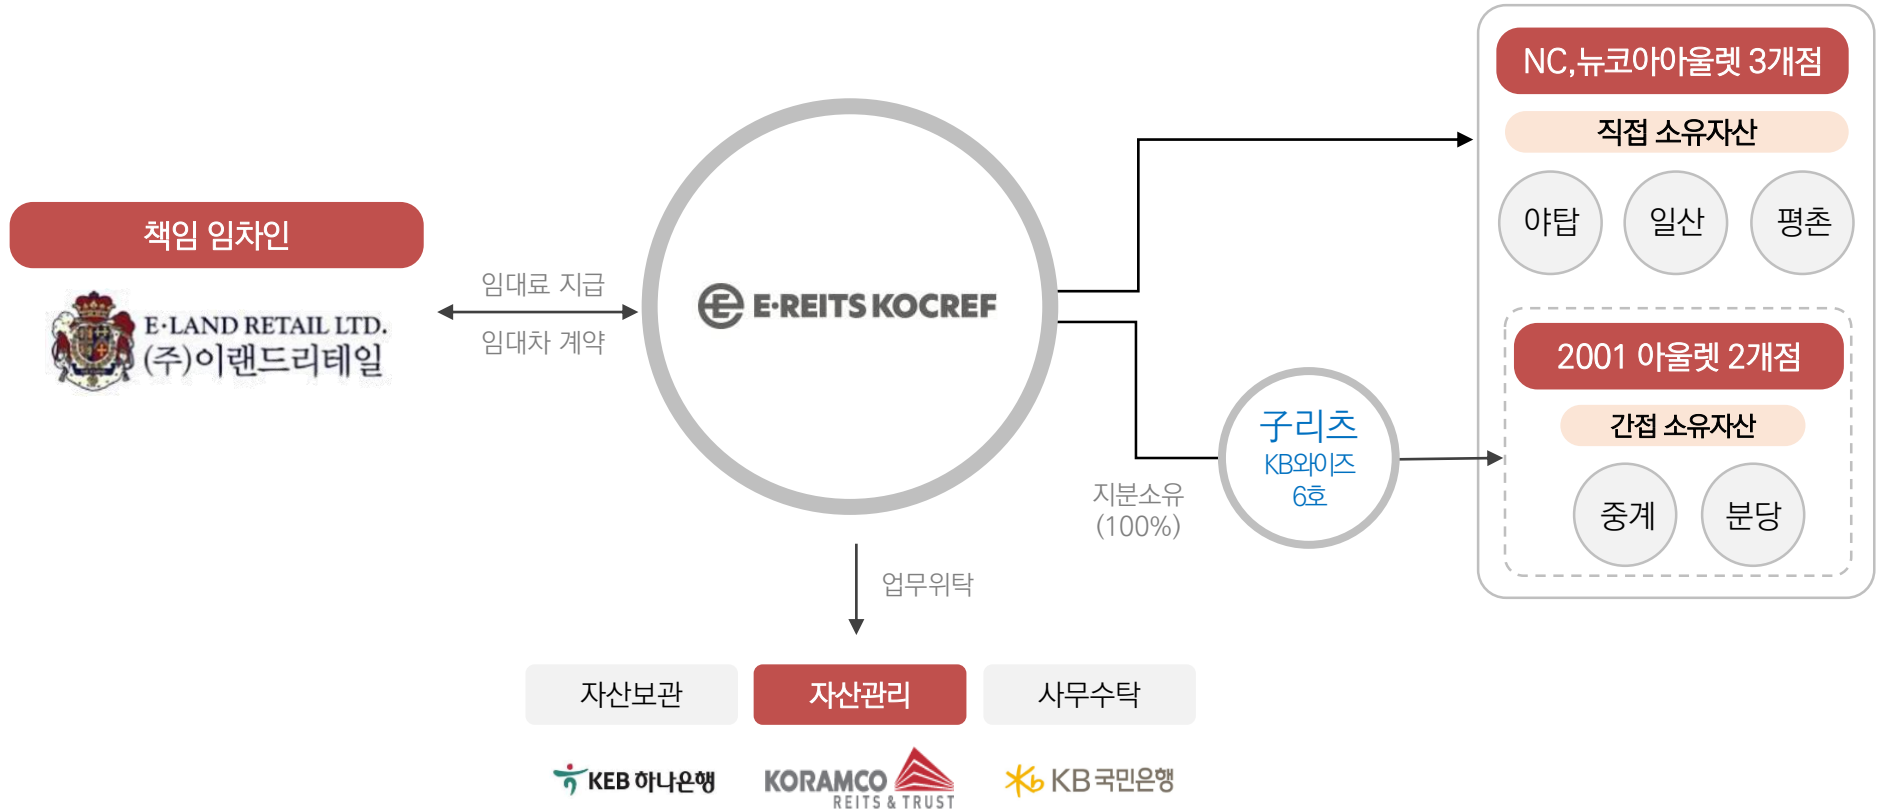 책임 임차인
E·LAND RETAIL LTD.
(주)이랜드리테일
임대료 지급
임대차 계약
E·REITS KOCREF
NC,뉴코아아울렛 3개점
직접 소유자산
야탑
일산
평촌
2001 아울렛 2개점
간접 소유자산
중계
분당
子리츠
KB와이즈
6호
지분소유
(100%)
업무위탁
자산보관
자산관리
사무수탁
KEB 하나은행
KORAMCO
REITS & TRUST
KB 국민은행